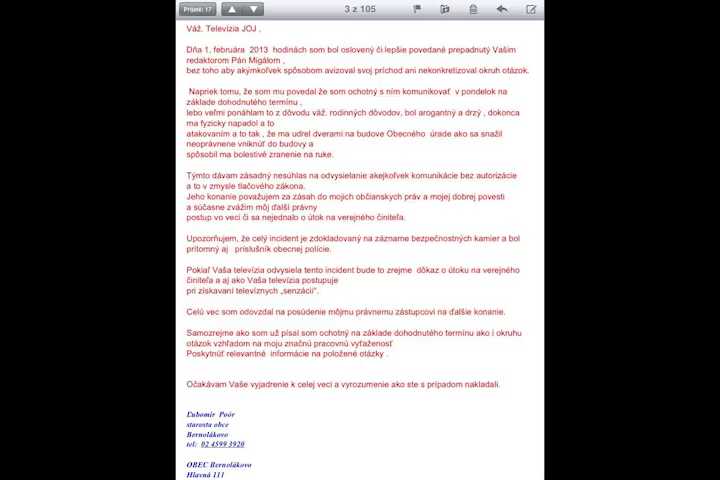 Prijaté: 17
3 z 105
Váž. Televízia JOJ ,
Dňa 1. februára 2013 hodinách som bol oslovený či lepšie povedané prepadnutý Vašim
redaktorom Pán Migáľom ,
bez toho aby akýmkoľvek spôsobom avizoval svoj príchod ani nekonkretizoval okruh otázok.
Napriek tomu, že som mu povedal že som ochotný s ním komunikovať v pondelok na
základe dohodnutého termínu ,
lebo veľmi ponáhľam to z dôvodu váž. rodinných dôvodov, bol arogantný a drzý , dokonca
ma fyzicky napadol a to
atakovaním a to tak , že ma udrel dverami na budove Obecného úrade ako sa snažil
neoprávnene vniknúť do budovy a
spôsobil ma bolestivé zranenie na ruke.
Týmto dávam zásadný nesúhlas na odvysielanie akejkoľvek komunikácie bez autorizácie
a to v zmysle tlačového zákona.
Jeho konanie považujem za zásah do mojich občianskych práv a mojej dobrej povesti
a súčasne zvážim môj ďalší právny
postup vo veci či sa nejednalo o útok na verejného činiteľa.
Upozorňujem, že celý incident je zdokladovaný na zázname bezpečnostných kamier a bol
prítomný aj príslušník obecnej polície.
Pokiaľ Vaša televízia odvysiela tento incident bude to zrejme dôkaz o útoku na verejného
činiteľa a aj ako Vaša televízia postupuje
pri získavaní televíznych „senzácií“.
Celú vec som odovzdal na posúdenie môjmu právnemu zástupcovi na ďalšie konanie.
Samozrejme ako som už písal som ochotný na základe dohodnutého termínu ako i okruhu
otázok vzhľadom na moju značnú pracovnú vyťaženosť
Poskytnúť relevantné informácie na položené otázky .
Očakávam Vaše vyjadrenie k celej veci a vyrozumenie ako ste s prípadom nakladali.
Ľubomír Poór
starosta obce
Bernolákovo
tel: 02 4599 3920
OBEC Bernolákovo
Hlavná 111